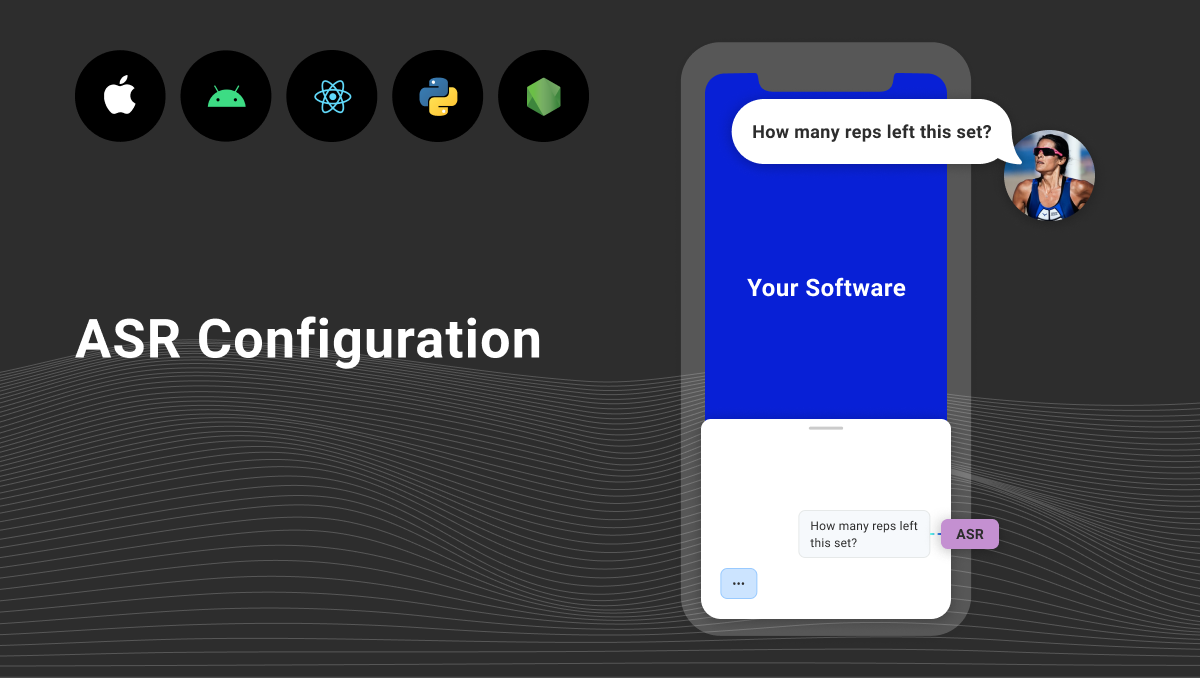 How many reps left this set?
Your Software
ASR Configuration
How many reps left
this set?
ASR
...